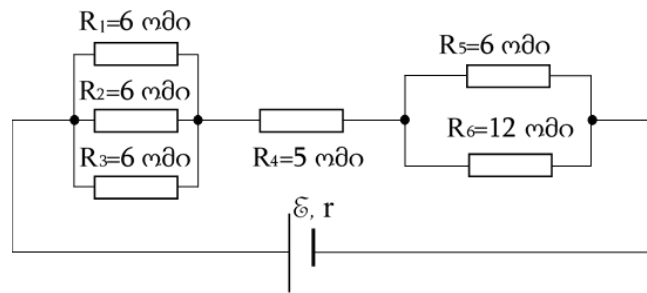 R₁=6 ომი
R₂=6 ომი
R₃=6 ომი
R₄=5 ომი
R₅=6 ომი
R₆=12 ომი
ℰ, r